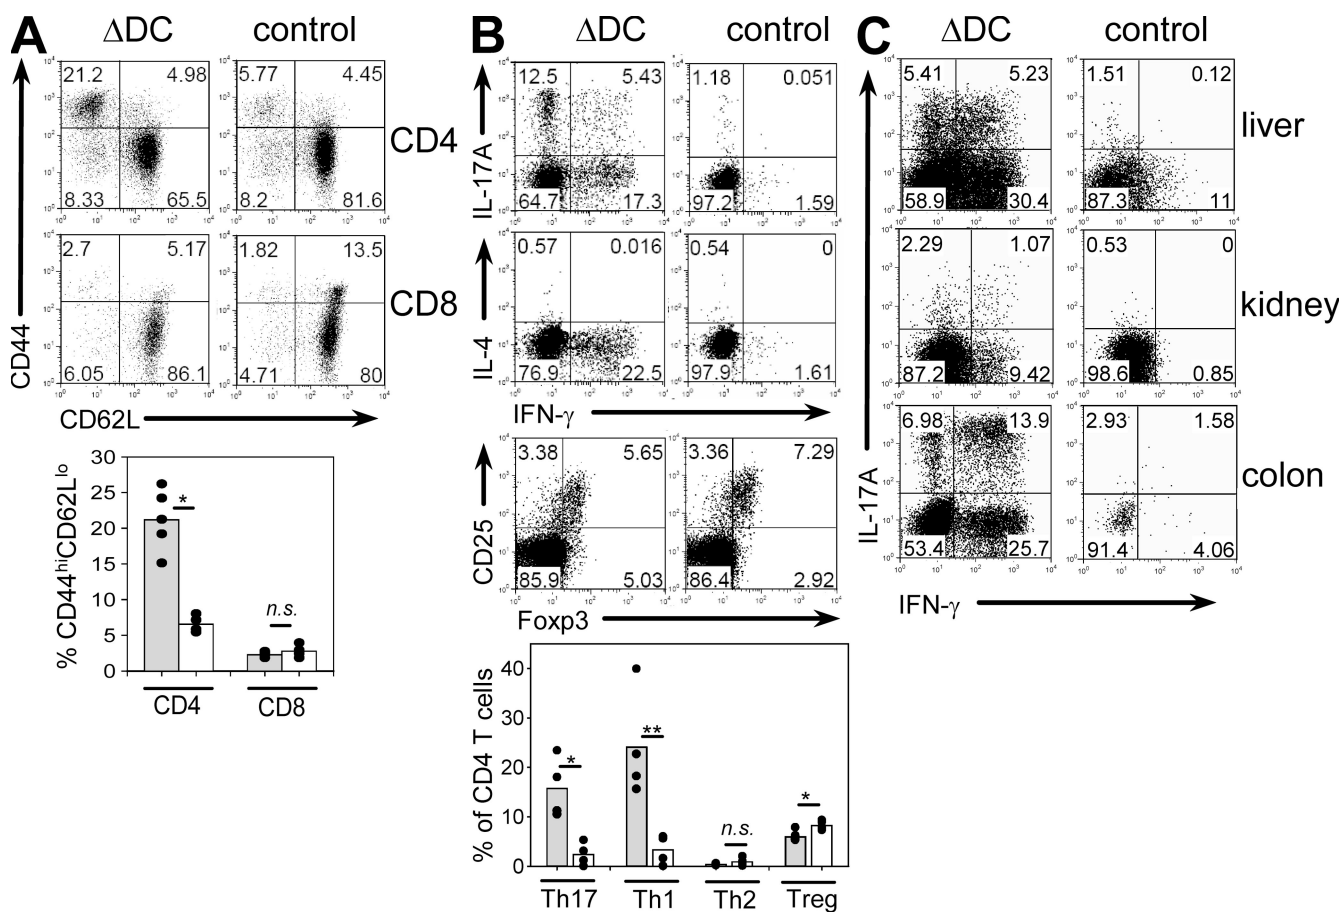 A ΔDC control
21.2 4.98 5.77 4.45
8.33 65.5 8.2 81.6
CD4
2.7 5.17 1.82 13.5
6.05 86.1 4.71 80
CD8
CD44
CD62L
% CD44hiCD62Llo
30
25
20
15
10
5
0
*
n.s.
CD4 CD8
B ΔDC control
12.5 5.43 1.18 0.051
64.7 17.3 97.2 1.59
IL-17A
0.57 0.016 0.54 0
76.9 22.5 97.9 1.61
IL-4
IFN-γ
3.38 5.65 3.36 7.29
85.9 5.03 86.4 2.92
CD25
Foxp3
% of CD4 T cells
40
30
20
10
0
*
**
n.s.
*
Th17 Th1 Th2 Treg
C ΔDC control
5.41 5.23 1.51 0.12
58.9 30.4 87.3 11
liver
2.29 1.07 0.53 0
87.2 9.42 98.6 0.85
kidney
6.98 13.9 2.93 1.58
53.4 25.7 91.4 4.06
colon
IL-17A
IFN-γ